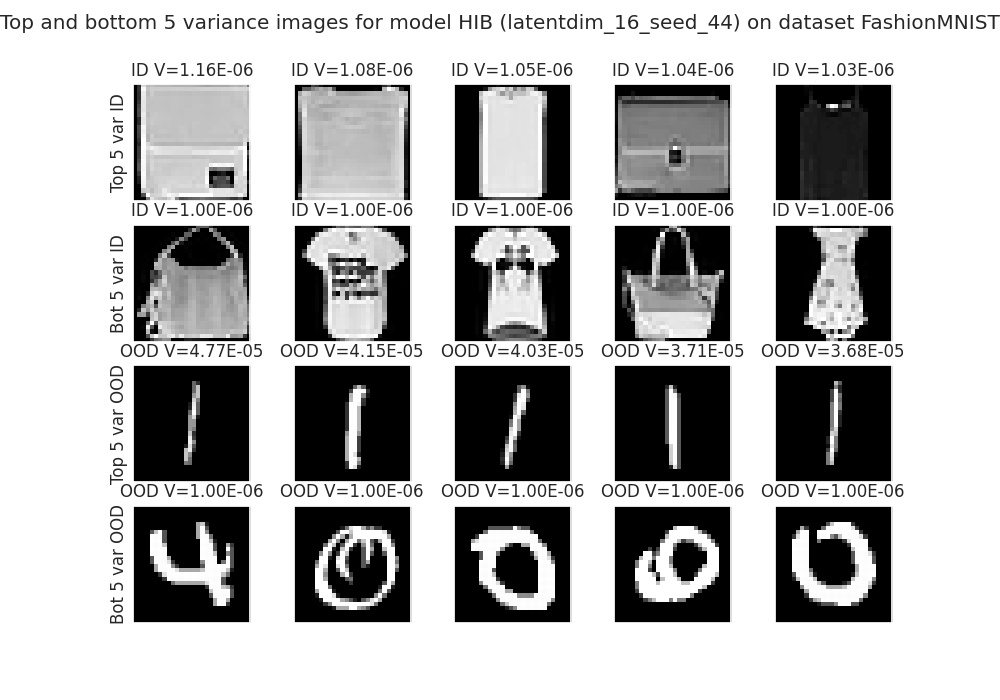 Top and bottom 5 variance images for model HIB (latentdim_16_seed_44) on dataset FashionMNIST
ID V=1.16E-06 ID V=1.08E-06 ID V=1.05E-06 ID V=1.04E-06 ID V=1.03E-06
Top 5 var ID
ID V=1.00E-06 ID V=1.00E-06 ID V=1.00E-06 ID V=1.00E-06 ID V=1.00E-06
Bot 5 var ID
OOD V=4.77E-05 OOD V=4.15E-05 OOD V=4.03E-05 OOD V=3.71E-05 OOD V=3.68E-05
Top 5 var OOD
OOD V=1.00E-06 OOD V=1.00E-06 OOD V=1.00E-06 OOD V=1.00E-06 OOD V=1.00E-06
Bot 5 var OOD